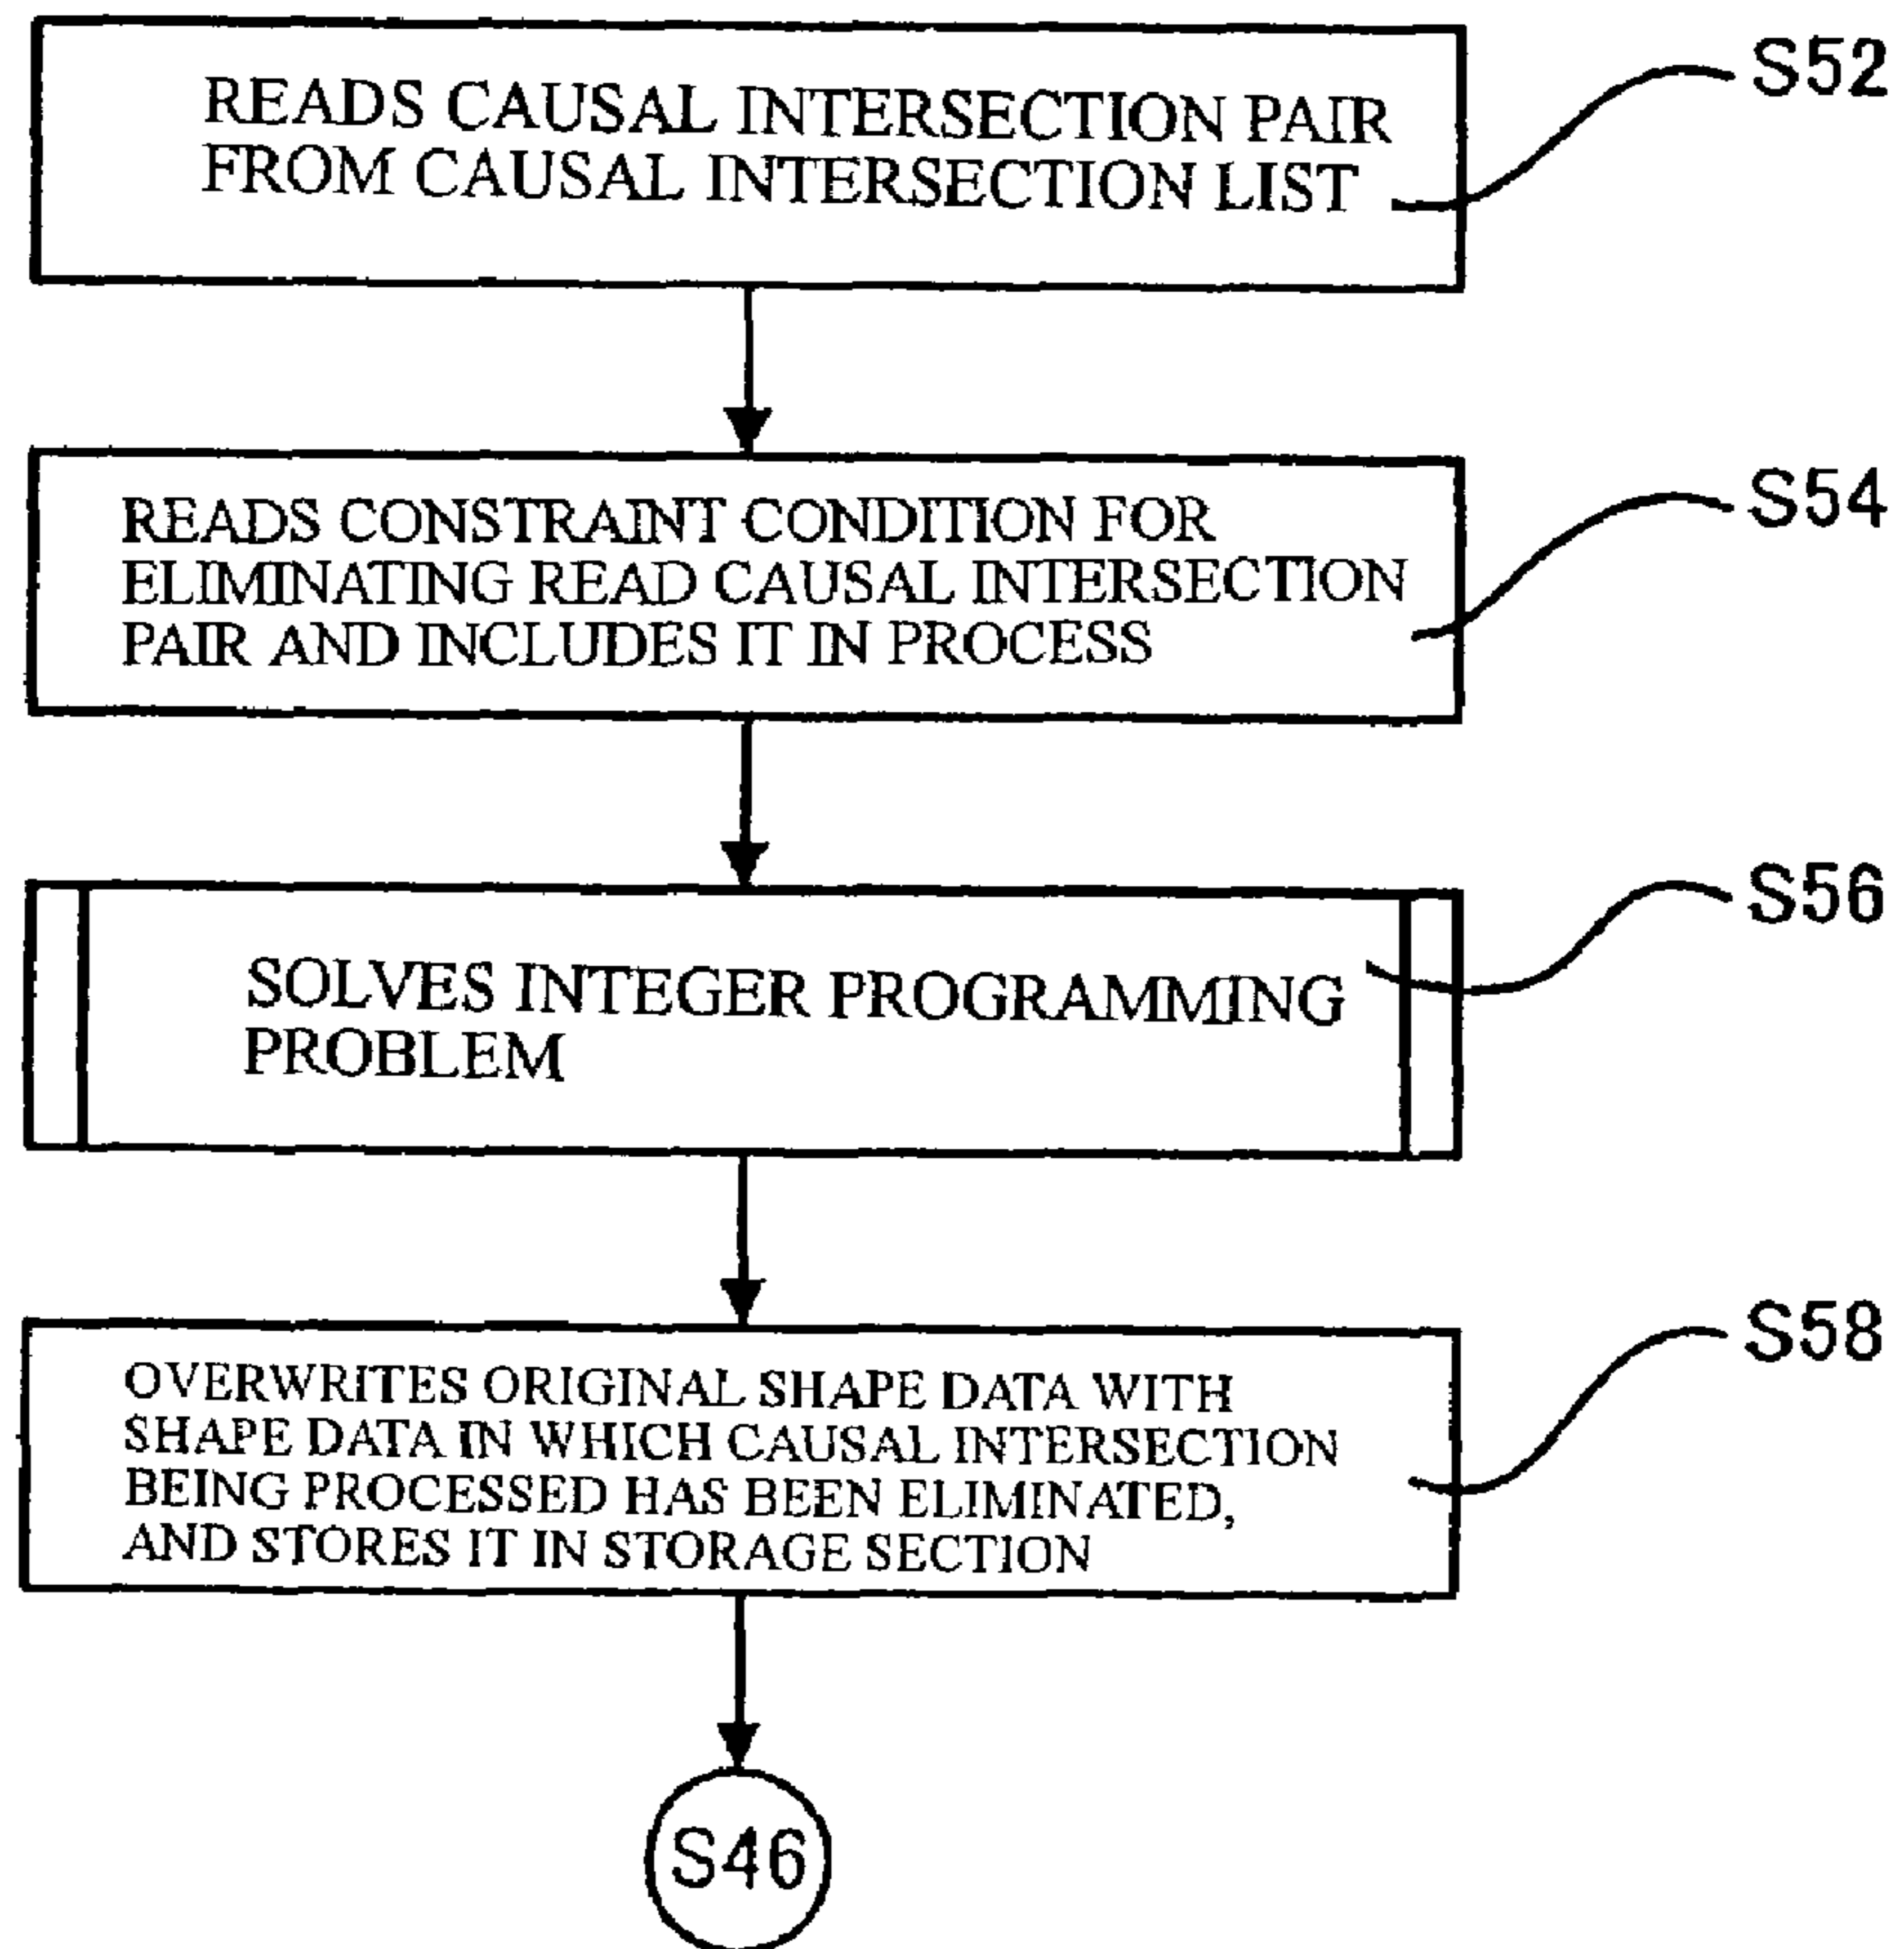 READS CAUSAL INTERSECTION PAIR
FROM CAUSAL INTERSECTION LIST
S52
READS CONSTRAINT CONDITION FOR
ELIMINATING READ CAUSAL INTERSECTION
PAIR AND INCLUDES IT IN PROCESS
S54
SOLVES INTEGER PROGRAMMING
PROBLEM
S56
OVERWRITES ORIGINAL SHAPE DATA WITH
SHAPE DATA IN WHICH CAUSAL INTERSECTION
BEING PROCESSED HAS BEEN ELIMINATED,
AND STORES IT IN STORAGE SECTION
S58
S46